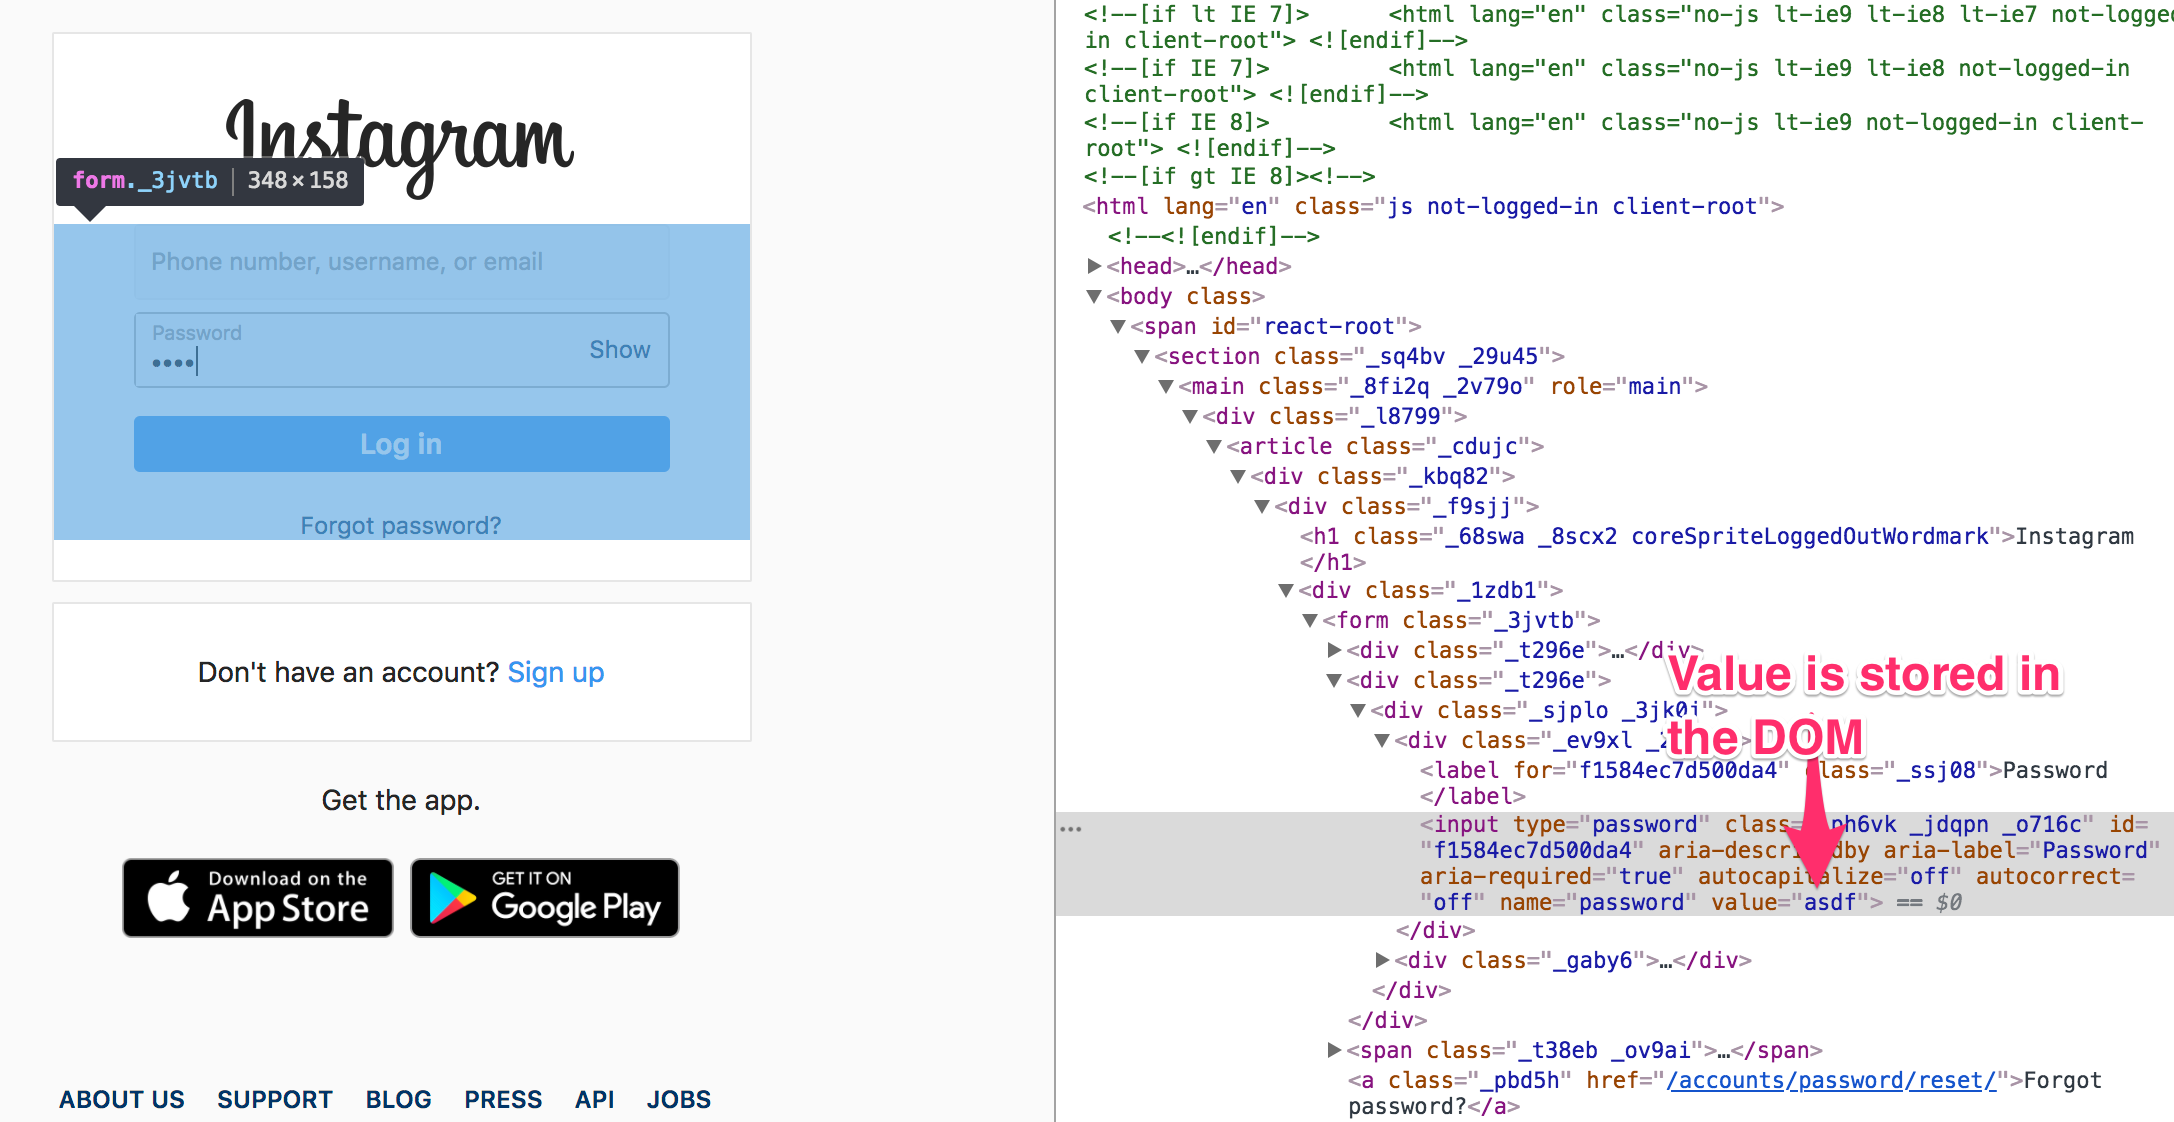 Instagram
form._3jvtb | 348×158
Phone number, username, or email
Password
••••
Show
Log in
Forgot password?
Don't have an account? Sign up
Get the app.
Download on the
App Store
GET IT ON
Google Play
ABOUT US SUPPORT BLOG PRESS API JOBS
<!--[if lt IE 7]> <html lang="en" class="no-js lt-ie9 lt-ie8 lt-ie7 not-logged
in client-root"> <![endif]-->
<!--[if IE 7]> <html lang="en" class="no-js lt-ie9 lt-ie8 not-logged-in
client-root"> <![endif]-->
<!--[if IE 8]> <html lang="en" class="no-js lt-ie9 not-logged-in client-
root"> <![endif]-->
<!--[if gt IE 8]><!-->
<html lang="en" class="js not-logged-in client-root">
<!--<![endif]-->
<head>…</head>
<body class>
<span id="react-root">
<section class="_sq4bv _29u45">
<main class="_8fi2q _2v79o" role="main">
<div class="_l8799">
<article class="_cdujc">
<div class="_kbq82">
<div class="_f9sjj">
<h1 class="_68swa _8scx2 coreSpriteLoggedOutWordmark">Instagram
</h1>
<div class="_1zdb1">
<form class="_3jvtb">
<div class="_t296e">…</div>
<div class="_t296e">
Value is stored in
the DOM
<div class="_sjplo
<div class="_ev9xl
<label for="f1584ec7d500da4" class="_ssj08">Password
</label>
<input type="password" class= _jdqpn _o716c" id=
"f1584ec7d500da4" aria-describedby aria-label="Password"
aria-required="true" autocapitalize="off" autocorrect=
"off" name="password" value="asdf"> == $0
</div>
<div class="_gaby6">…</div>
</div>
</div>
<span class="_t38eb _ov9ai">…</span>
<a class="_pbd5h" href="/accounts/password/reset/">Forgot
password?</a>